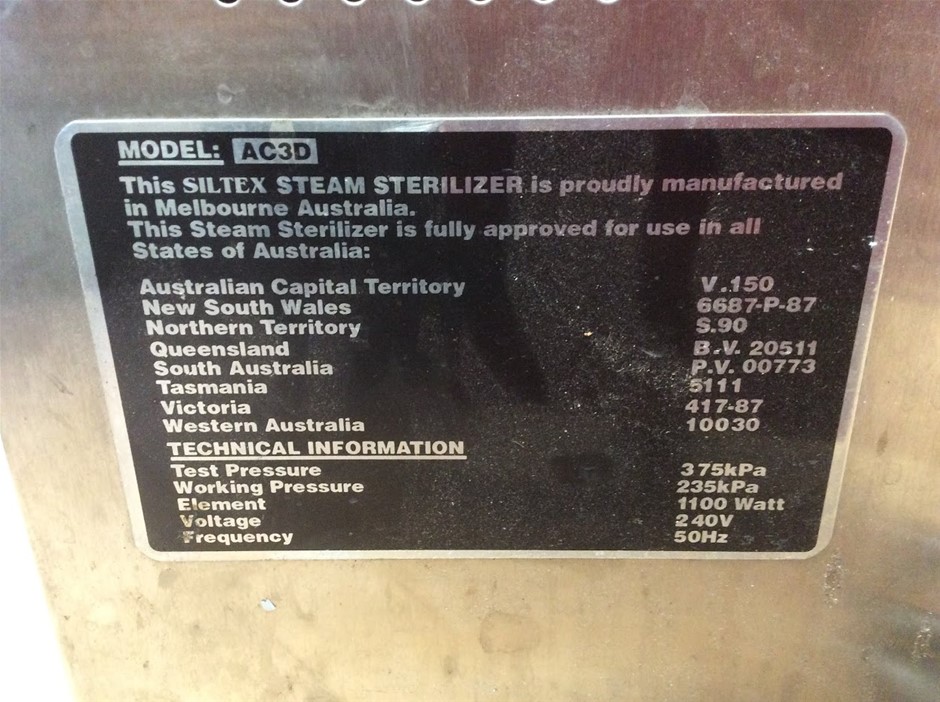 MODEL: AC3D
This SILTEX STEAM STERILIZER is proudly manufactured
in Melbourne Australia.
This Steam Sterilizer is fully approved for use in all
States of Australia:
Australian Capital Territory V.150
New South Wales 6687-P-87
Northern Territory S.90
Queensland B.V. 20511
South Australia P.V. 00773
Tasmania 5111
Victoria 417-87
Western Australia 10030
TECHNICAL INFORMATION
Test Pressure 375kPa
Working Pressure 235kPa
Element 1100 Watt
Voltage 240V
Frequency 50Hz